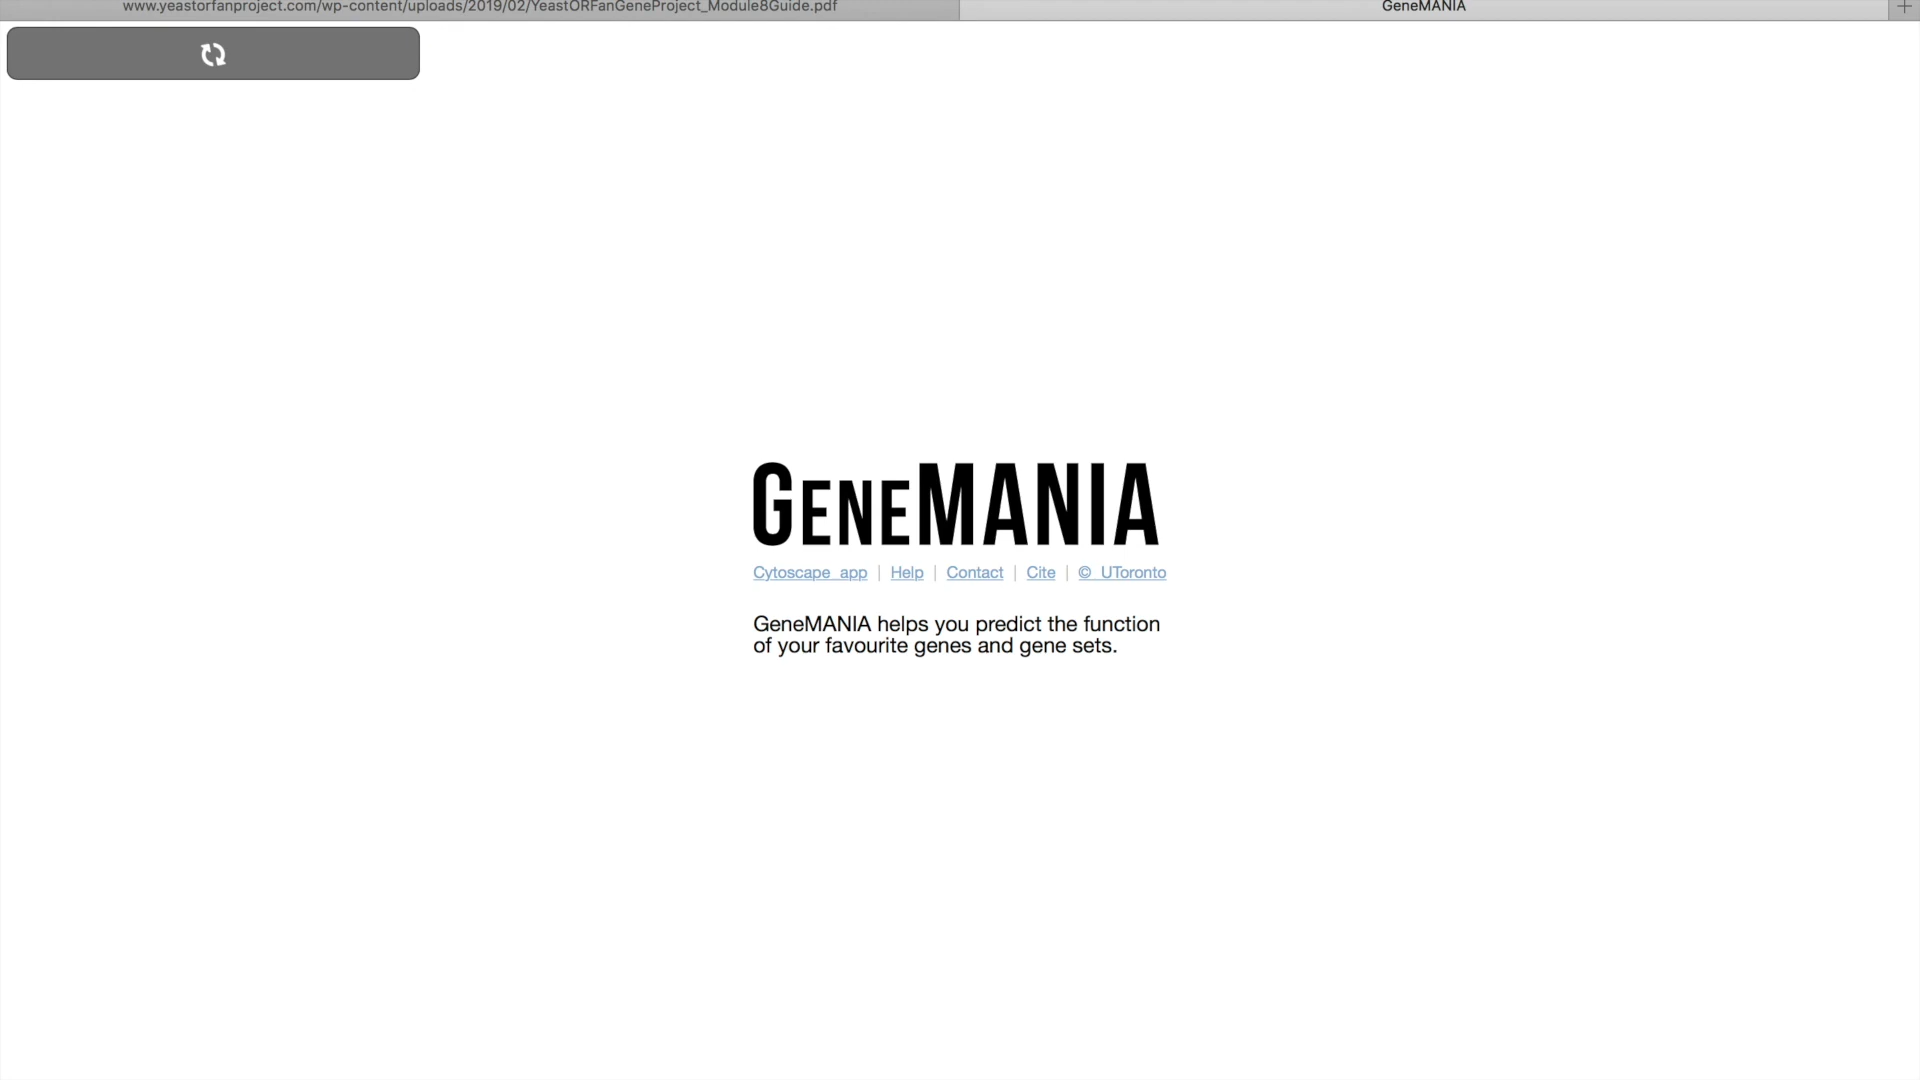 www.yeastorfanproject.com/wp-content/uploads/2019/02/YeastORFanGeneProject_Module8Guide.pdf
GeneMANIA
GENEMANIA
Cytoscape app | Help | Contact | Cite | © UToronto
GeneMANIA helps you predict the function
of your favourite genes and gene sets.